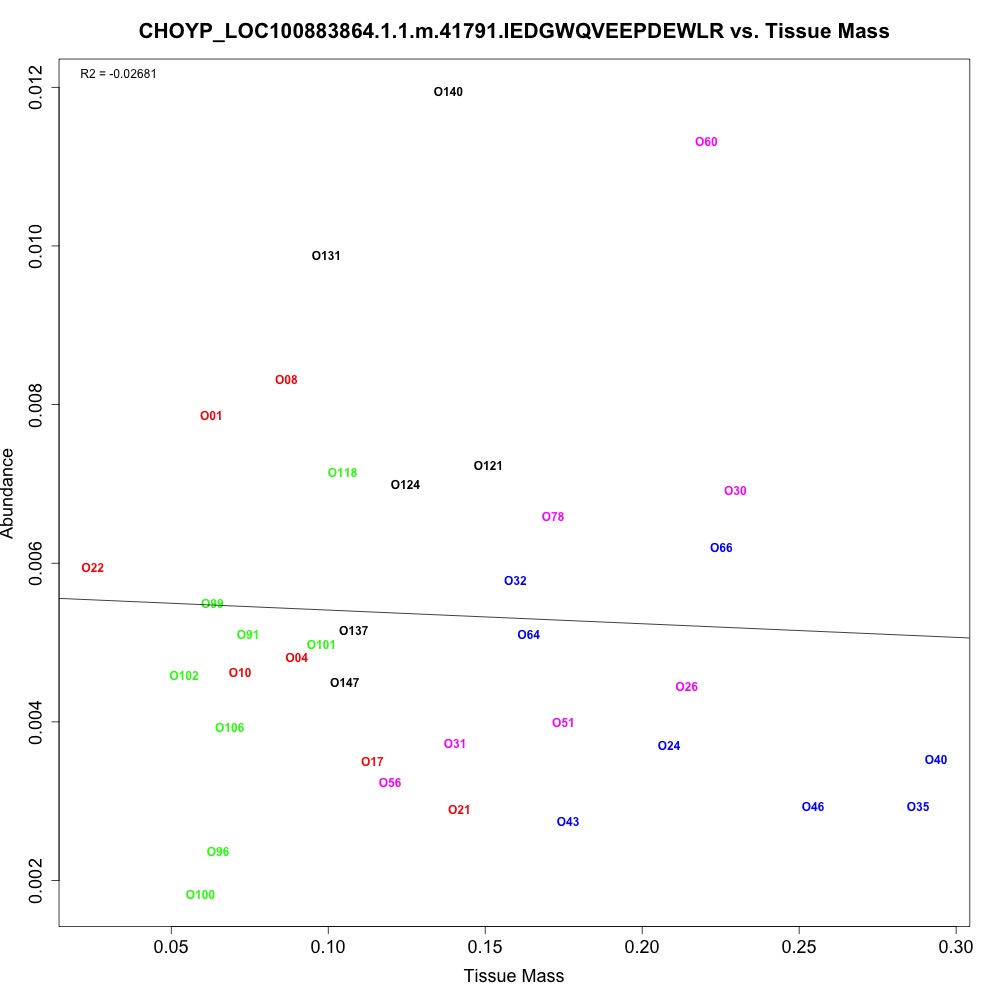 CHOYP_LOC100883864.1.1.m.41791.IEDGWQVEEPDEWLR vs. Tissue Mass
R2 = -0.02681
0.012
O140
O60
0.010
O131
O08
0.008
O01
O118
O121
O124
O30
Abundance
O78
O66
0.006
O22
O32
O99
O91
O137
O64
O101
O04
O102
O10
O147
O26
0.004
O106
O51
O31
O24
O17
O40
O56
O21
O46
O35
O43
O96
0.002
O100
0.05 0.10 0.15 0.20 0.25 0.30
Tissue Mass